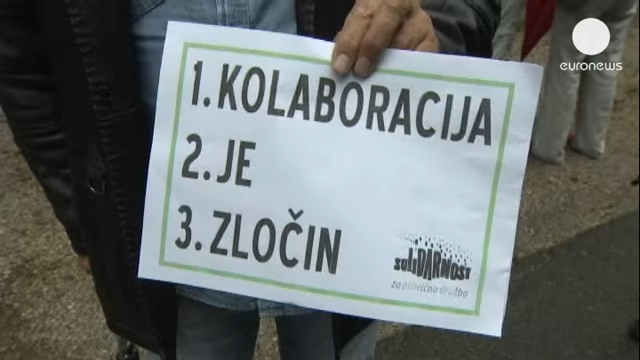 euronews
1. KOLABORACIJA
2. JE
3. ZLOČIN
soliDARNOST
za pravično družbo